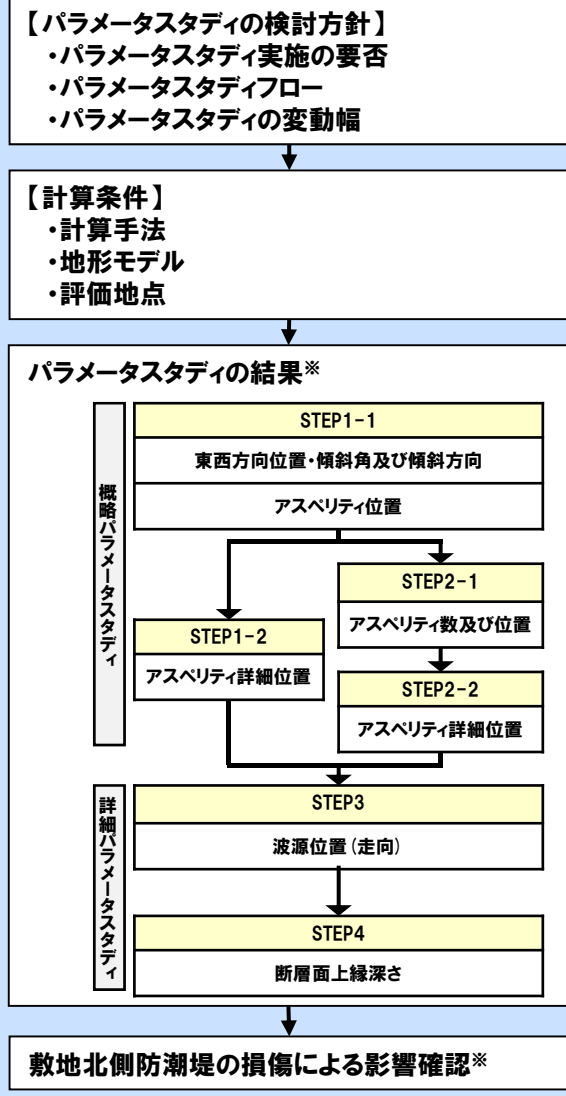 【パラメータスタディの検討方針】
・パラメータスタディ実施の要否
・パラメータスタディフロー
・パラメータスタディの変動幅
【計算条件】
・計算手法
・地形モデル
・評価地点
パラメータスタディの結果※
概略パラメータスタディ
STEP1-1
東西方向位置・傾斜角及び傾斜方向
アスペリティ位置
STEP2-1
アスペリティ数及び位置
STEP1-2
アスペリティ詳細位置
STEP2-2
アスペリティ詳細位置
詳細パラメータスタディ
STEP3
波源位置(走向)
STEP4
断層面上縁深さ
敷地北側防潮堤の損傷による影響確認※